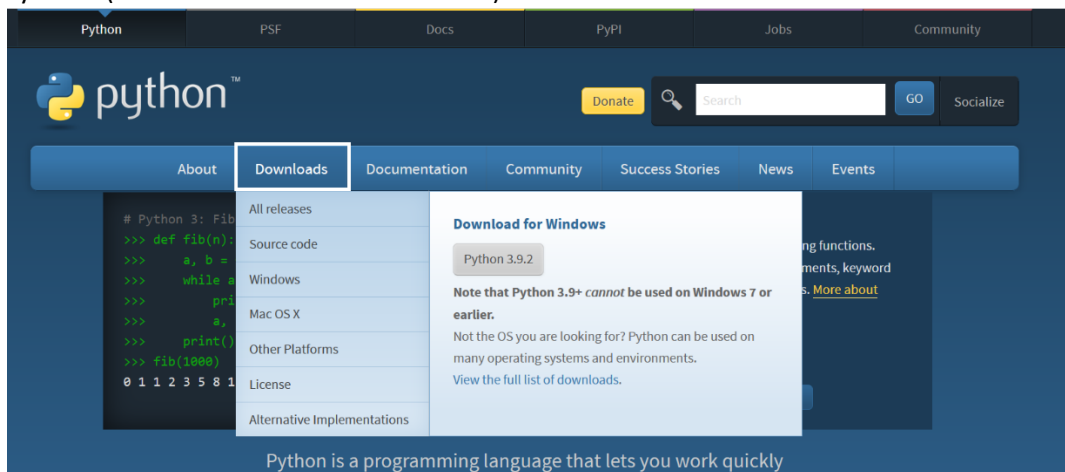 Python PSF Docs PyPI Jobs Community
python™
Donate Search GO Socialize
About Downloads Documentation Community Success Stories News Events
# Python 3: Fib
>>> def fib(n):
>>> a, b =
>>> while a
>>> pri
>>> a,
>>> print()
>>> fib(1000)
0 1 1 2 3 5 8 1
All releases
Source code
Windows
Mac OS X
Other Platforms
License
Alternative Implementations
Download for Windows
Python 3.9.2
Note that Python 3.9+ cannot be used on Windows 7 or
earlier.
Not the OS you are looking for? Python can be used on
many operating systems and environments.
View the full list of downloads.
ng functions.
ments, keyword
s. More about
Python is a programming language that lets you work quickly